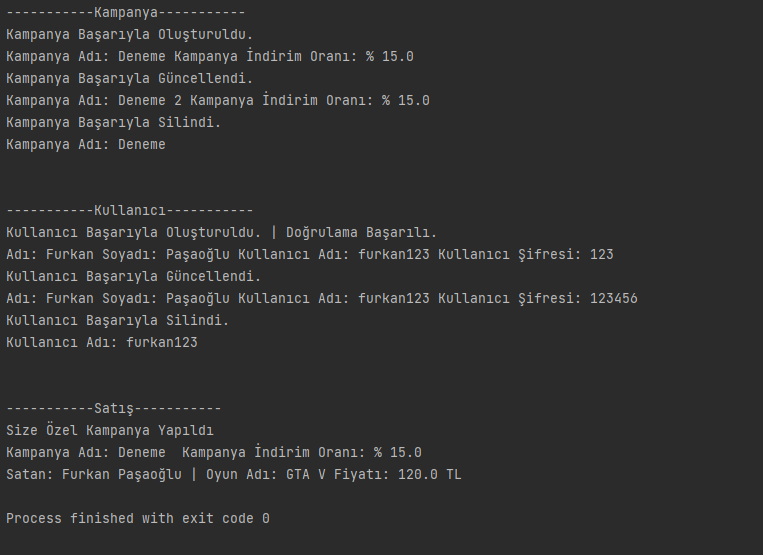 -----------Kampanya-----------
Kampanya Başarıyla Oluşturuldu.
Kampanya Adı: Deneme Kampanya İndirim Oranı: % 15.0
Kampanya Başarıyla Güncellendi.
Kampanya Adı: Deneme 2 Kampanya İndirim Oranı: % 15.0
Kampanya Başarıyla Silindi.
Kampanya Adı: Deneme
-----------Kullanıcı-----------
Kullanıcı Başarıyla Oluşturuldu. | Doğrulama Başarılı.
Adı: Furkan Soyadı: Paşaoğlu Kullanıcı Adı: furkan123 Kullanıcı Şifresi: 123
Kullanıcı Başarıyla Güncellendi.
Adı: Furkan Soyadı: Paşaoğlu Kullanıcı Adı: furkan123 Kullanıcı Şifresi: 123456
Kullanıcı Başarıyla Silindi.
Kullanıcı Adı: furkan123
-----------Satış-----------
Size Özel Kampanya Yapıldı
Kampanya Adı: Deneme  Kampanya İndirim Oranı: % 15.0
Satan: Furkan Paşaoğlu | Oyun Adı: GTA V Fiyatı: 120.0 TL
Process finished with exit code 0